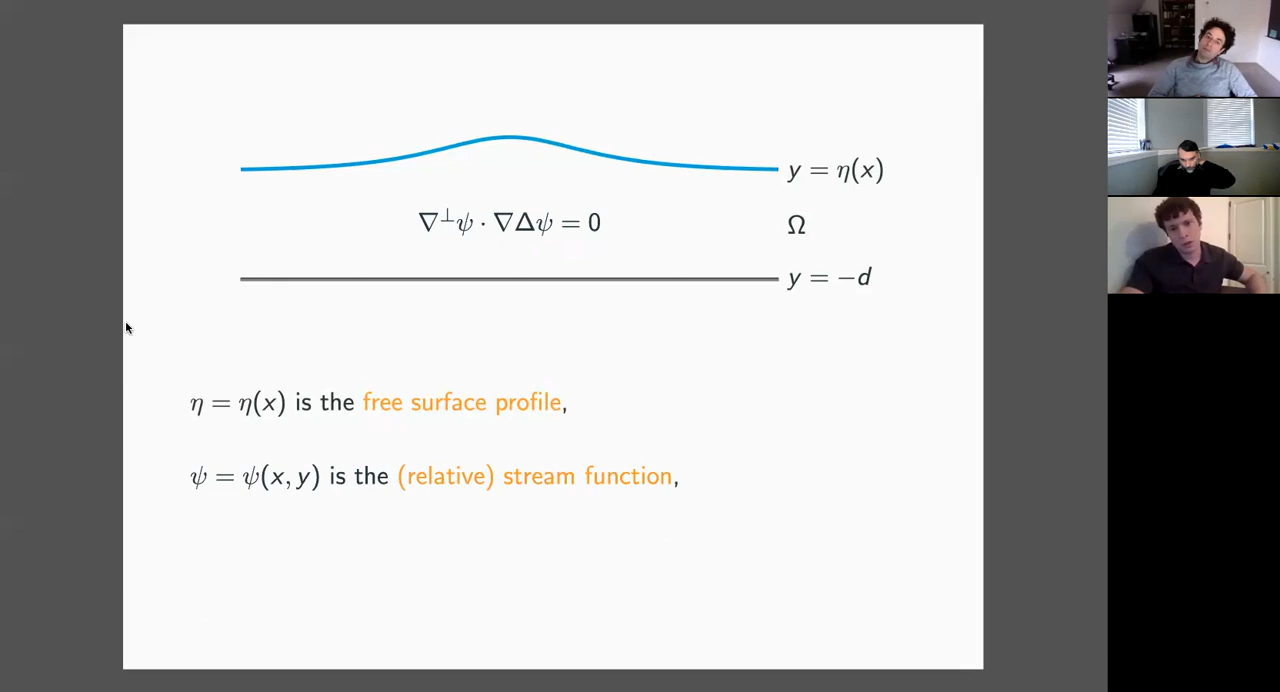 y = η(x)
∇⊥ψ · ∇Δψ = 0
Ω
y = −d
η = η(x) is the free surface profile,
ψ = ψ(x, y) is the (relative) stream function,